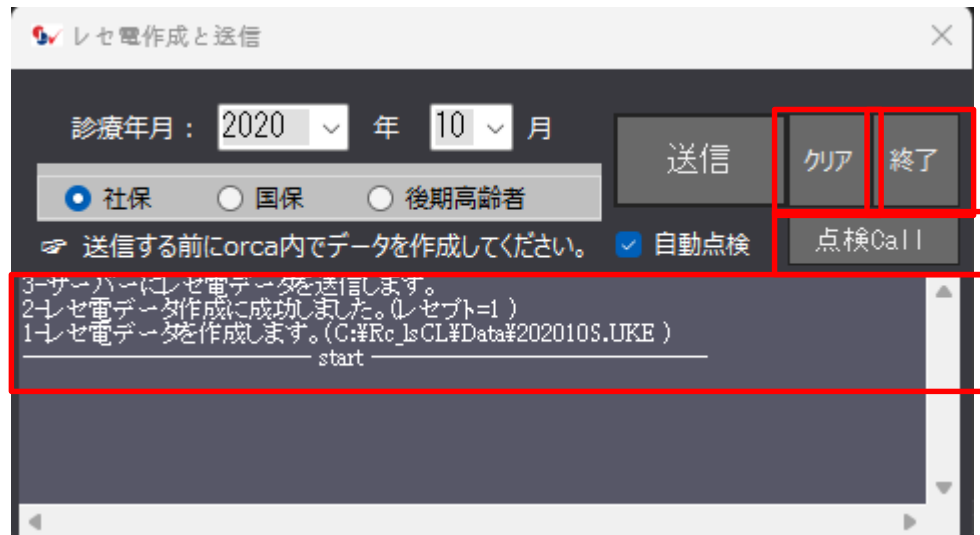 レセ電作成と送信
診療年月： 2020 年 10 月
送信 クリア 終了
社保 国保 後期高齢者
☞ 送信する前にorca内でデータを作成してください。 自動点検 点検Call
3-サーバーにレセ電データを送信します。
2-レセ電データ作成に成功しました。(レセプト=1 )
1-レセ電データを作成します。(C:¥Rc_lsCL¥Data¥202010S.UKE )
start